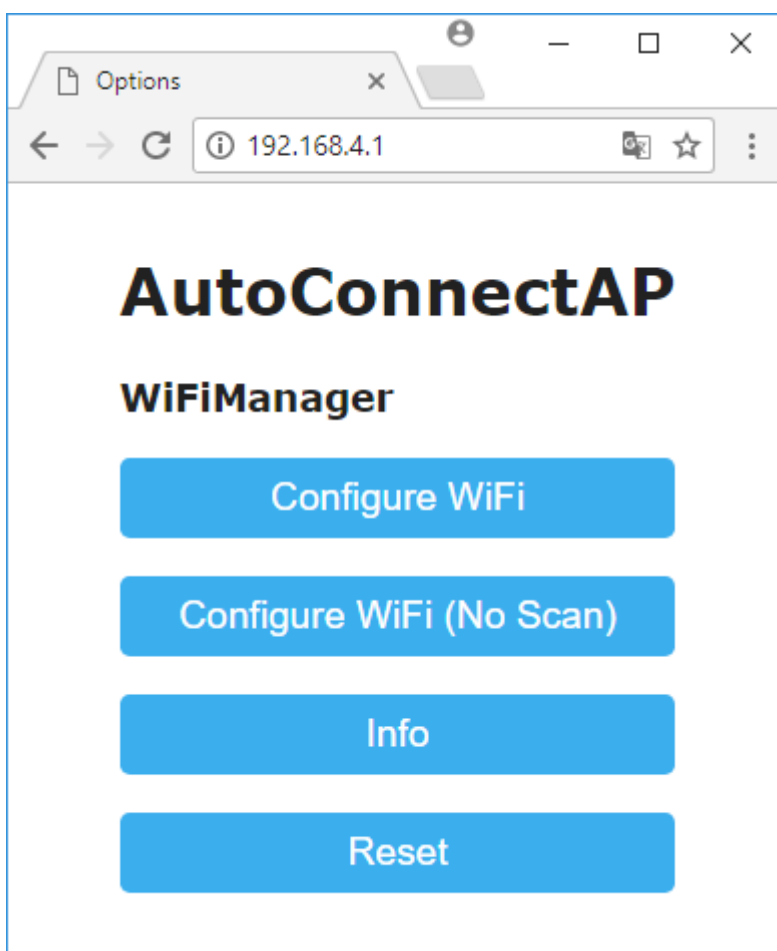 Options
192.168.4.1
AutoConnectAP
WiFiManager
Configure WiFi
Configure WiFi (No Scan)
Info
Reset